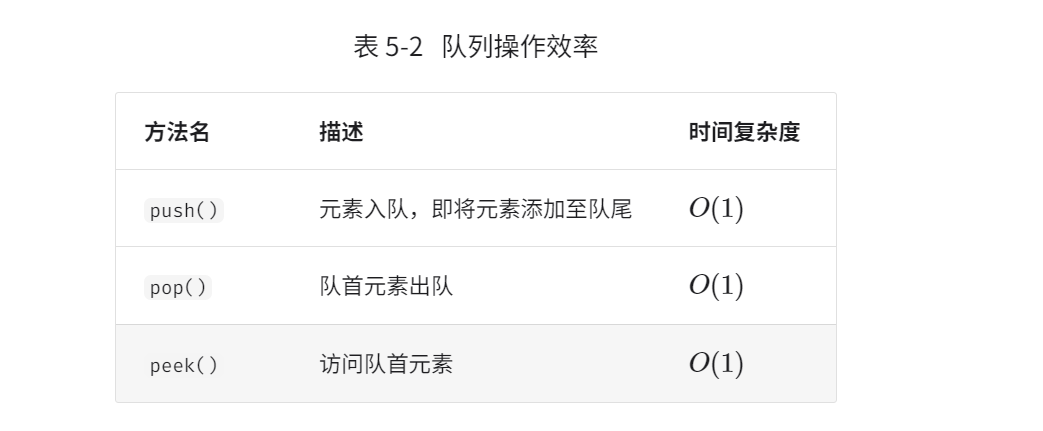 表 5-2 队列操作效率
方法名 描述 时间复杂度
push() 元素入队，即将元素添加至队尾 O(1)
pop() 队首元素出队 O(1)
peek() 访问队首元素 O(1)